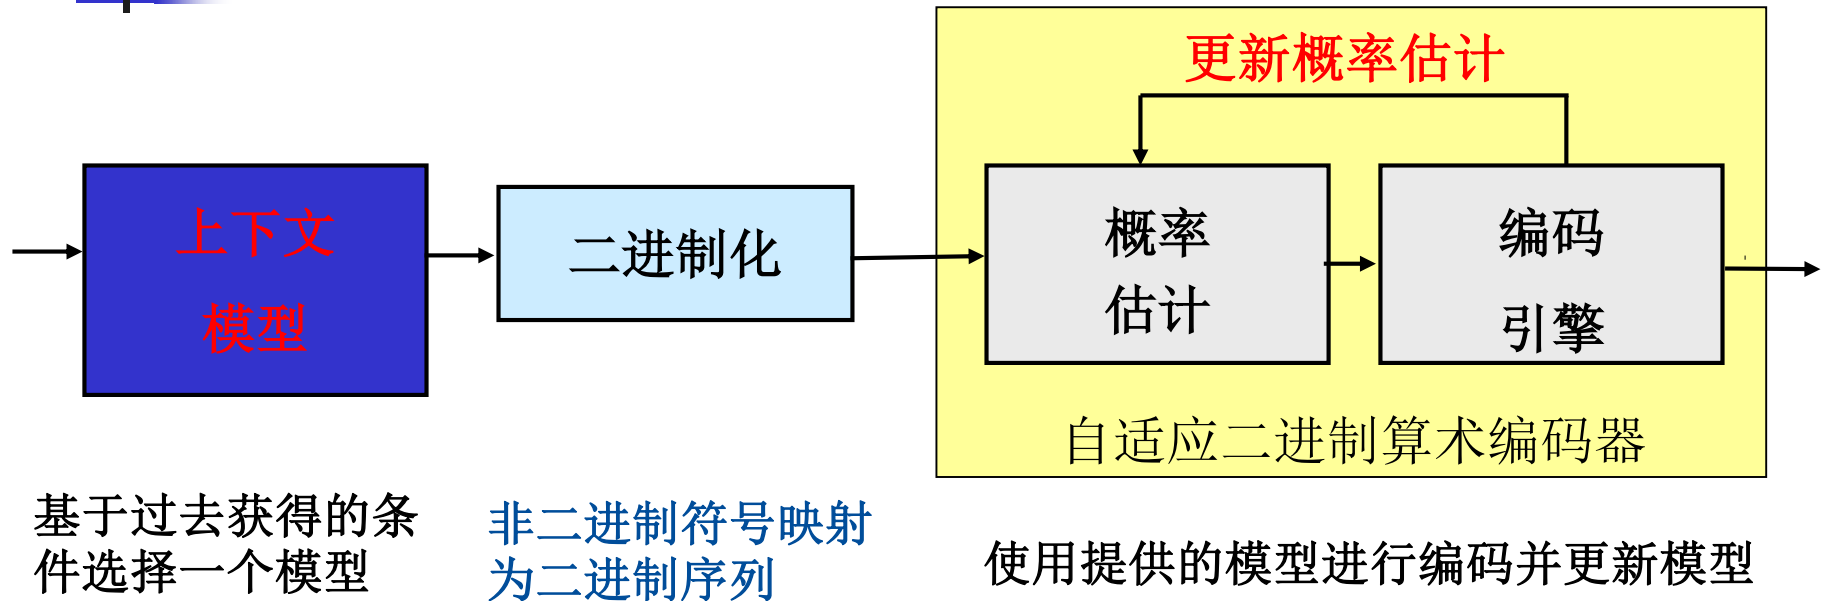 更新概率估计
上下文
模型
二进制化
概率
估计
编码
引擎
自适应二进制算术编码器
基于过去获得的条
件选择一个模型
非二进制符号映射
为二进制序列
使用提供的模型进行编码并更新模型